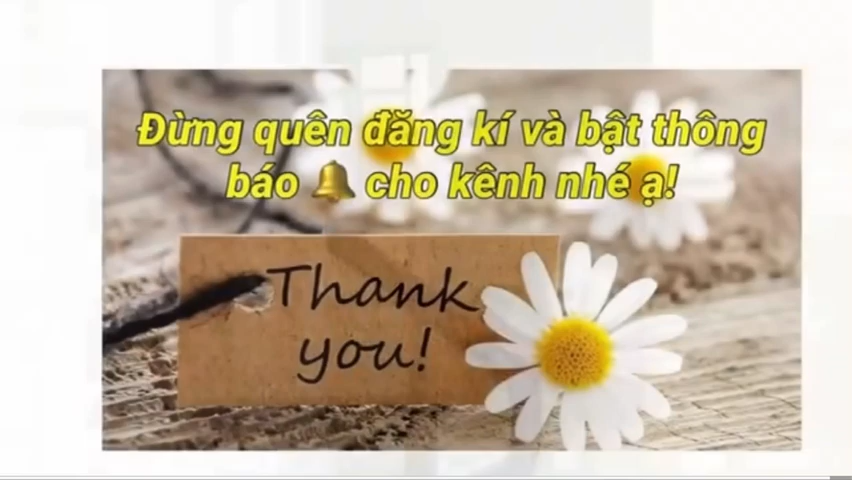 Đừng quên đăng kí và bật thông
báo 🔔 cho kênh nhé ạ!
Thank
you!